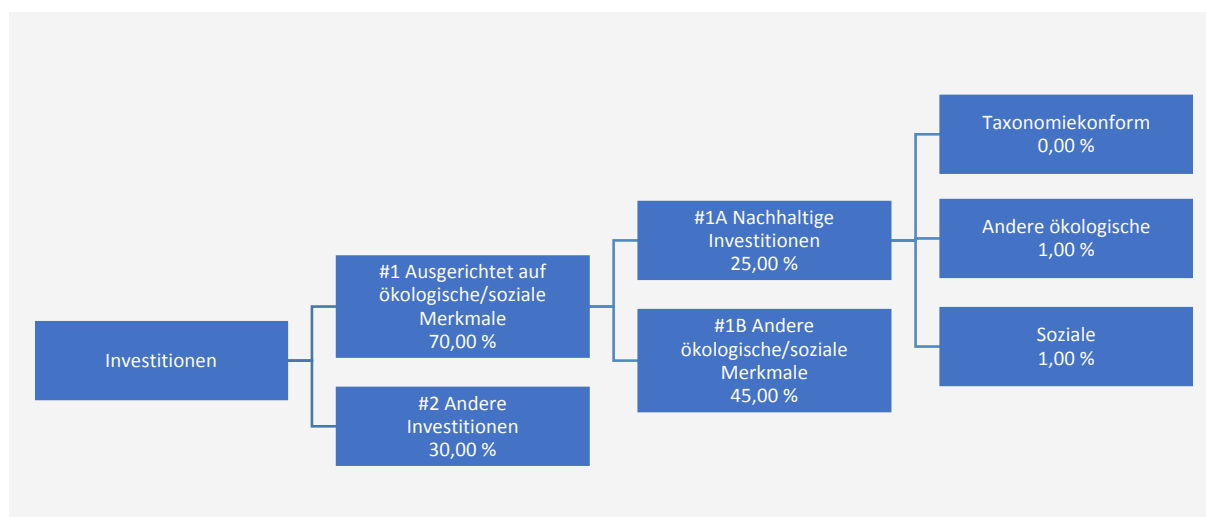 Investitionen
#1 Ausgerichtet auf
ökologische/soziale
Merkmale
70,00 %
#2 Andere
Investitionen
30,00 %
#1A Nachhaltige
Investitionen
25,00 %
#1B Andere
ökologische/soziale
Merkmale
45,00 %
Taxonomiekonform
0,00 %
Andere ökologische
1,00 %
Soziale
1,00 %